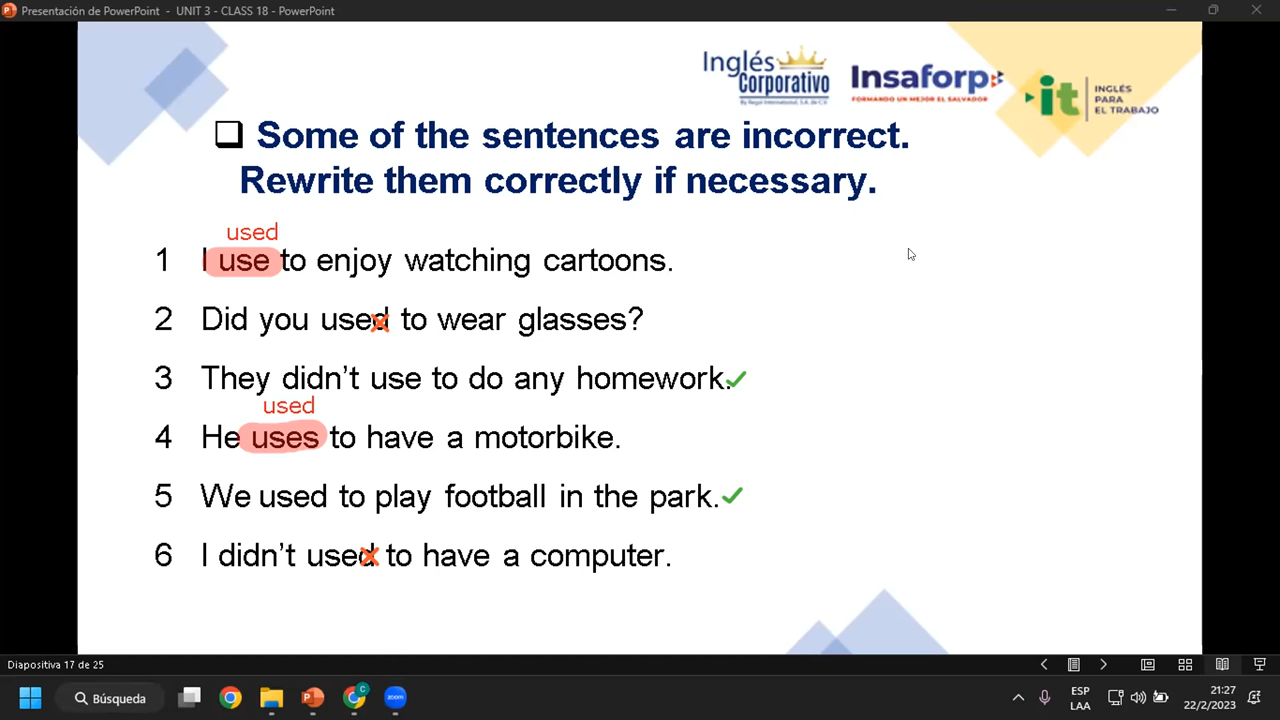 Presentación de PowerPoint - UNIT 3 - CLASS 18 - PowerPoint
Inglés
Corporativo
By Regal International, S.A. de C.V.
Insaforp
FORMANDO UN MEJOR EL SALVADOR
it
INGLÉS
PARA
EL TRABAJO
Some of the sentences are incorrect.
Rewrite them correctly if necessary.
used
1 I use to enjoy watching cartoons.
2 Did you used to wear glasses?
3 They didn't use to do any homework.
used
4 He uses to have a motorbike.
5 We used to play football in the park.
6 I didn't used to have a computer.
Diapositiva 17 de 25
Búsqueda
zoom
ESP
LAA
21:27
22/2/2023